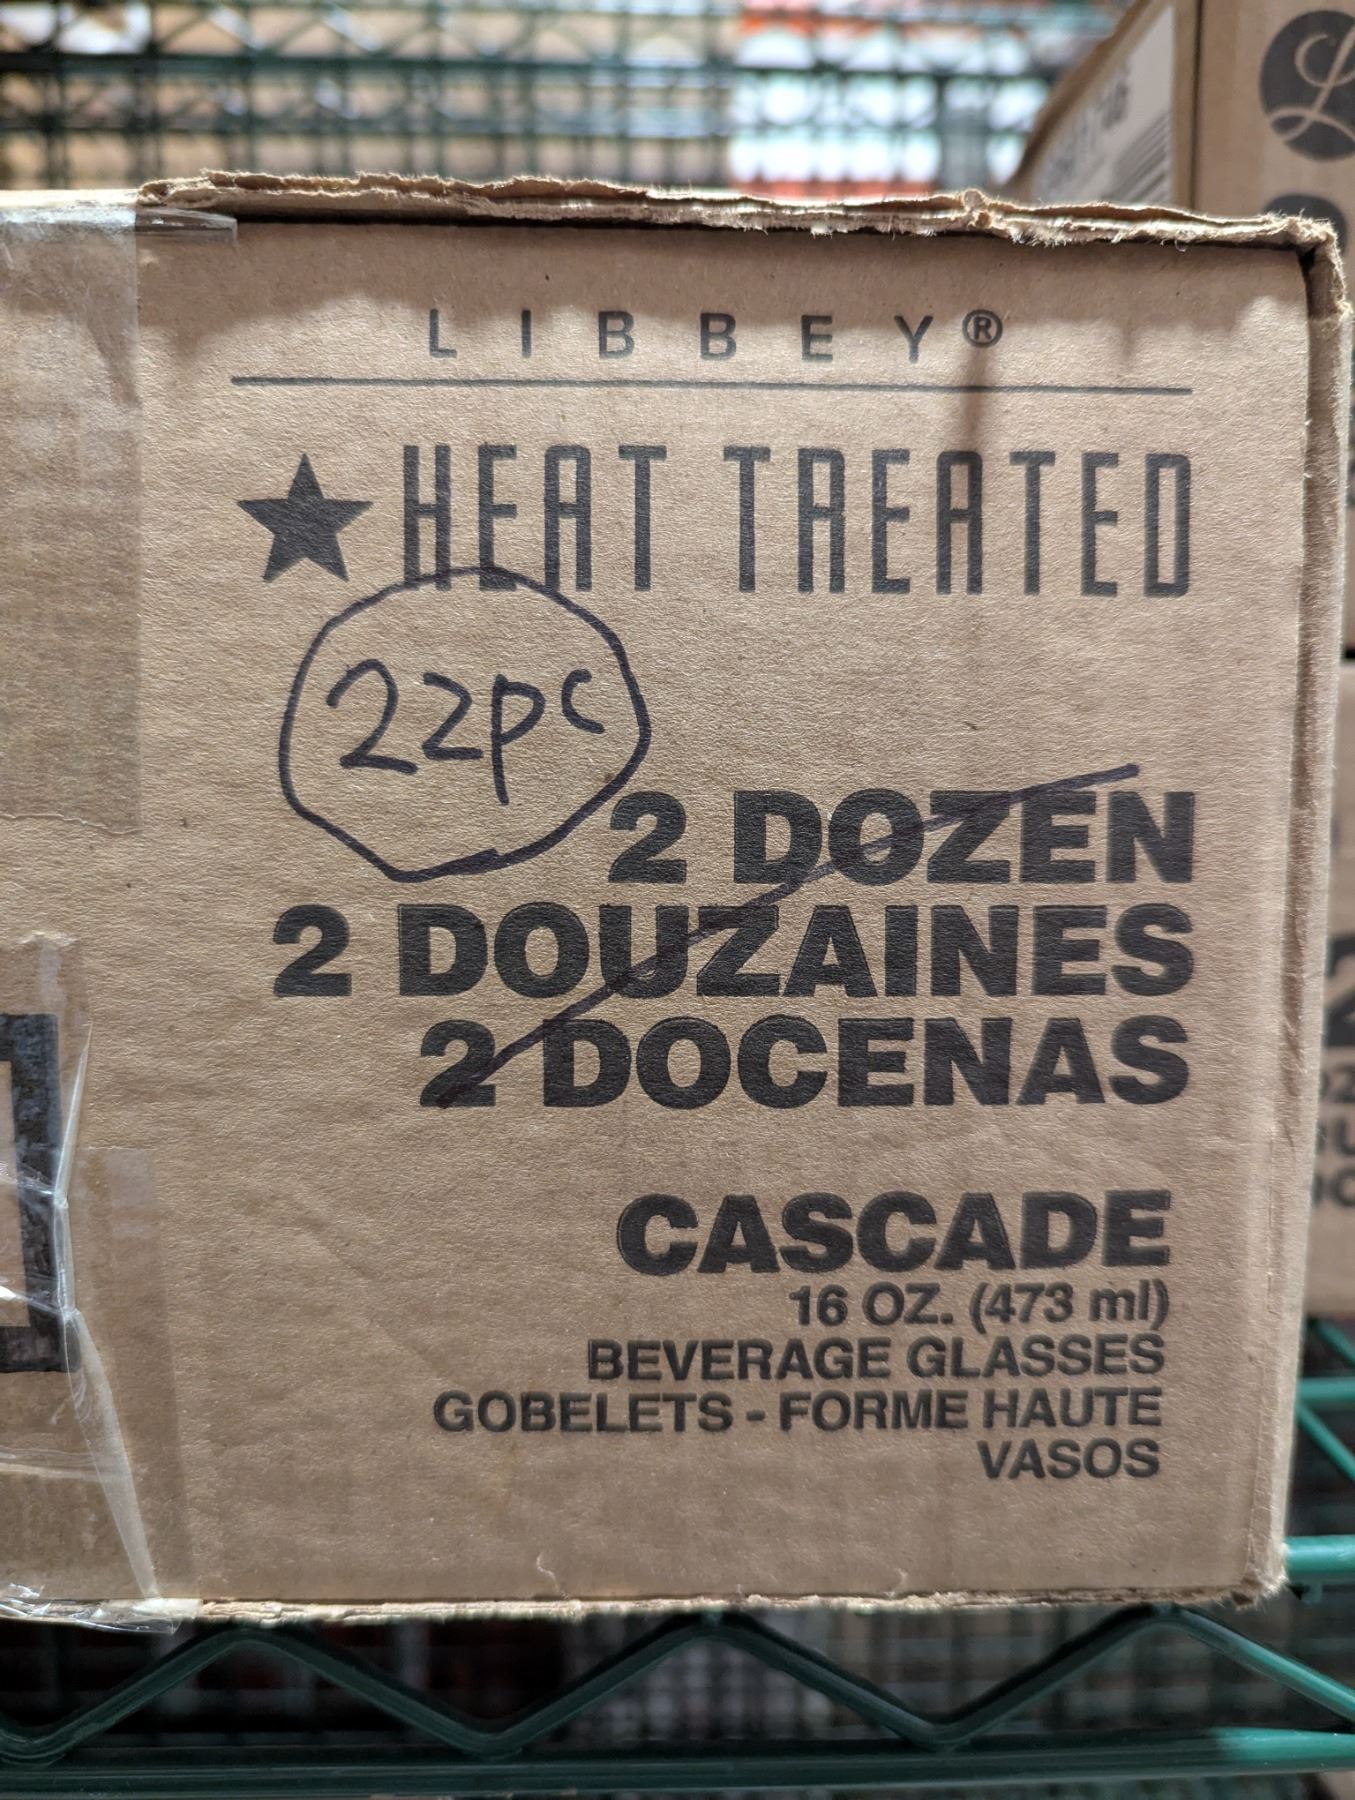 LIBBEY®
★ HEAT TREATED
22pc
2 DOZEN
2 DOUZAINES
2 DOCENAS
CASCADE
16 OZ. (473 ml)
BEVERAGE GLASSES
GOBELETS - FORME HAUTE
VASOS